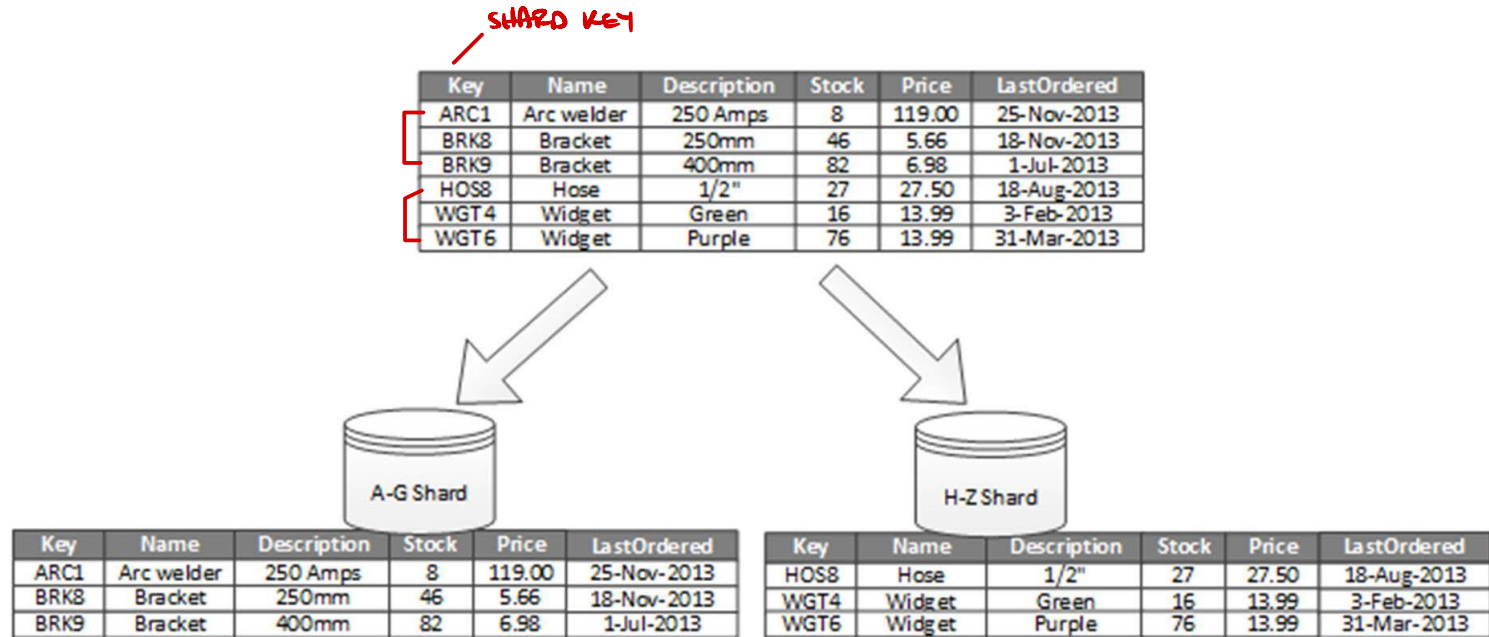 SHARD KEY
Key Name Description Stock Price LastOrdered
ARC1 Arc welder 250 Amps 8 119.00 25-Nov-2013
BRK8 Bracket 250mm 46 5.66 18-Nov-2013
BRK9 Bracket 400mm 82 6.98 1-Jul-2013
HOS8 Hose 1/2" 27 27.50 18-Aug-2013
WGT4 Widget Green 16 13.99 3-Feb-2013
WGT6 Widget Purple 76 13.99 31-Mar-2013
A-G Shard
Key Name Description Stock Price LastOrdered
ARC1 Arc welder 250 Amps 8 119.00 25-Nov-2013
BRK8 Bracket 250mm 46 5.66 18-Nov-2013
BRK9 Bracket 400mm 82 6.98 1-Jul-2013
H-Z Shard
Key Name Description Stock Price LastOrdered
HOS8 Hose 1/2" 27 27.50 18-Aug-2013
WGT4 Widget Green 16 13.99 3-Feb-2013
WGT6 Widget Purple 76 13.99 31-Mar-2013